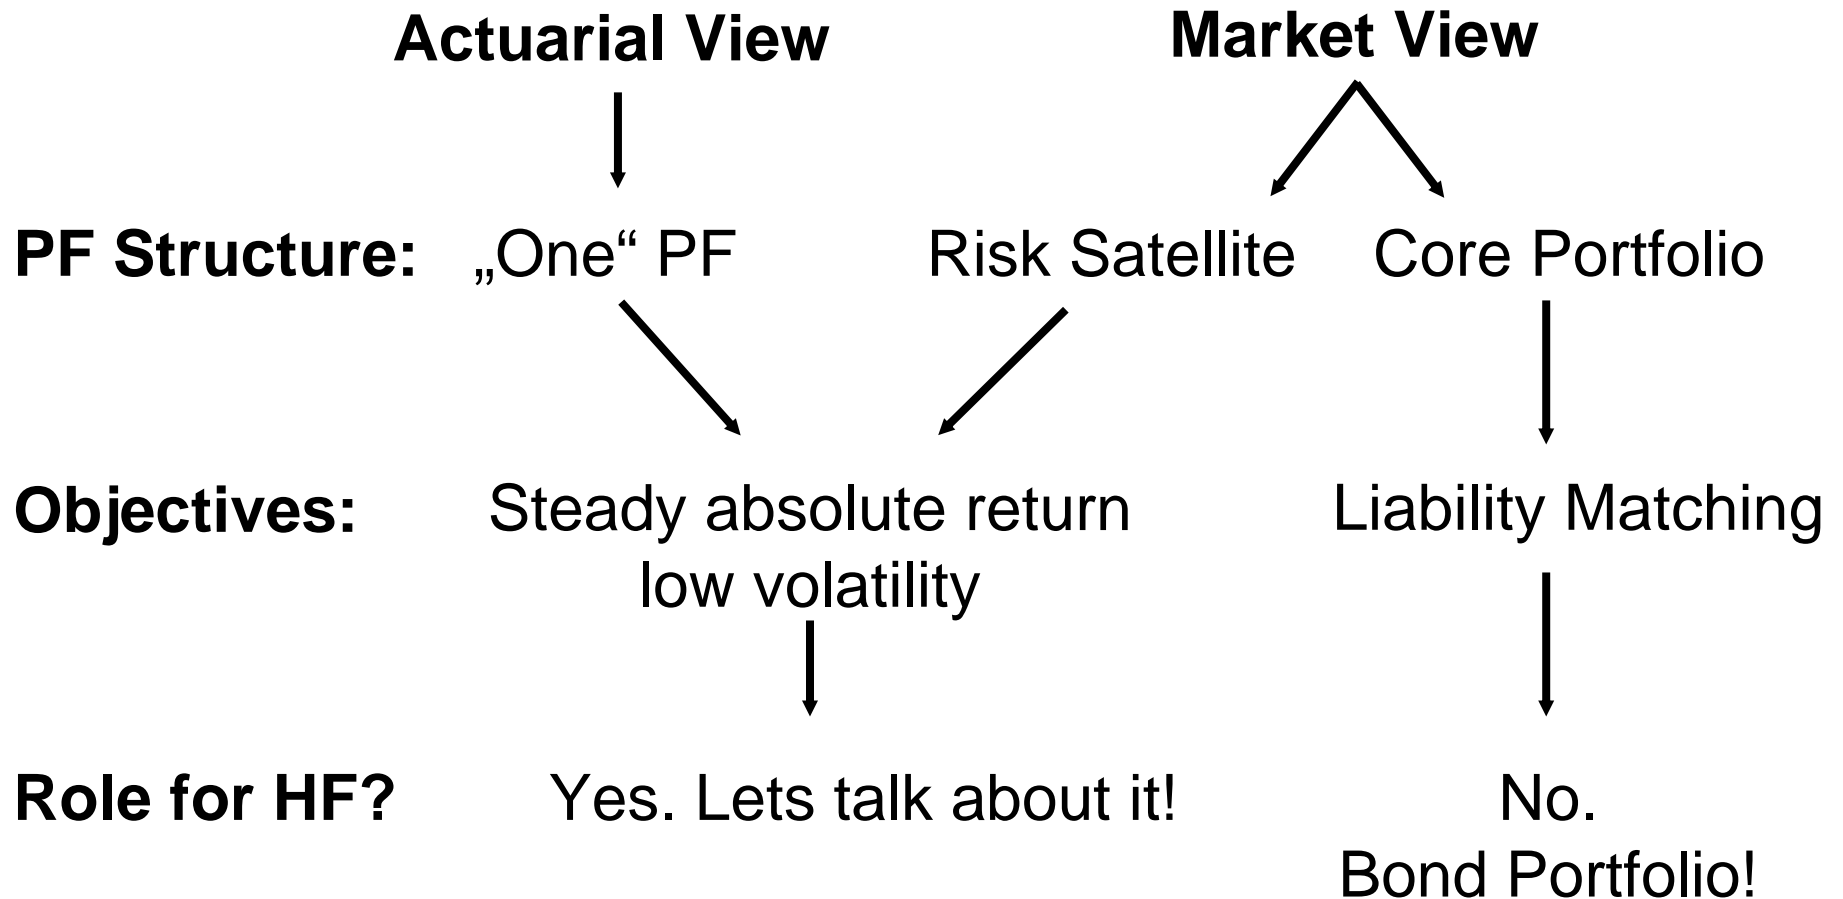 Actuarial View Market View
PF Structure: „One“ PF Risk Satellite Core Portfolio
Objectives: Steady absolute return Liability Matching
low volatility
Role for HF? Yes. Lets talk about it! No.
Bond Portfolio!